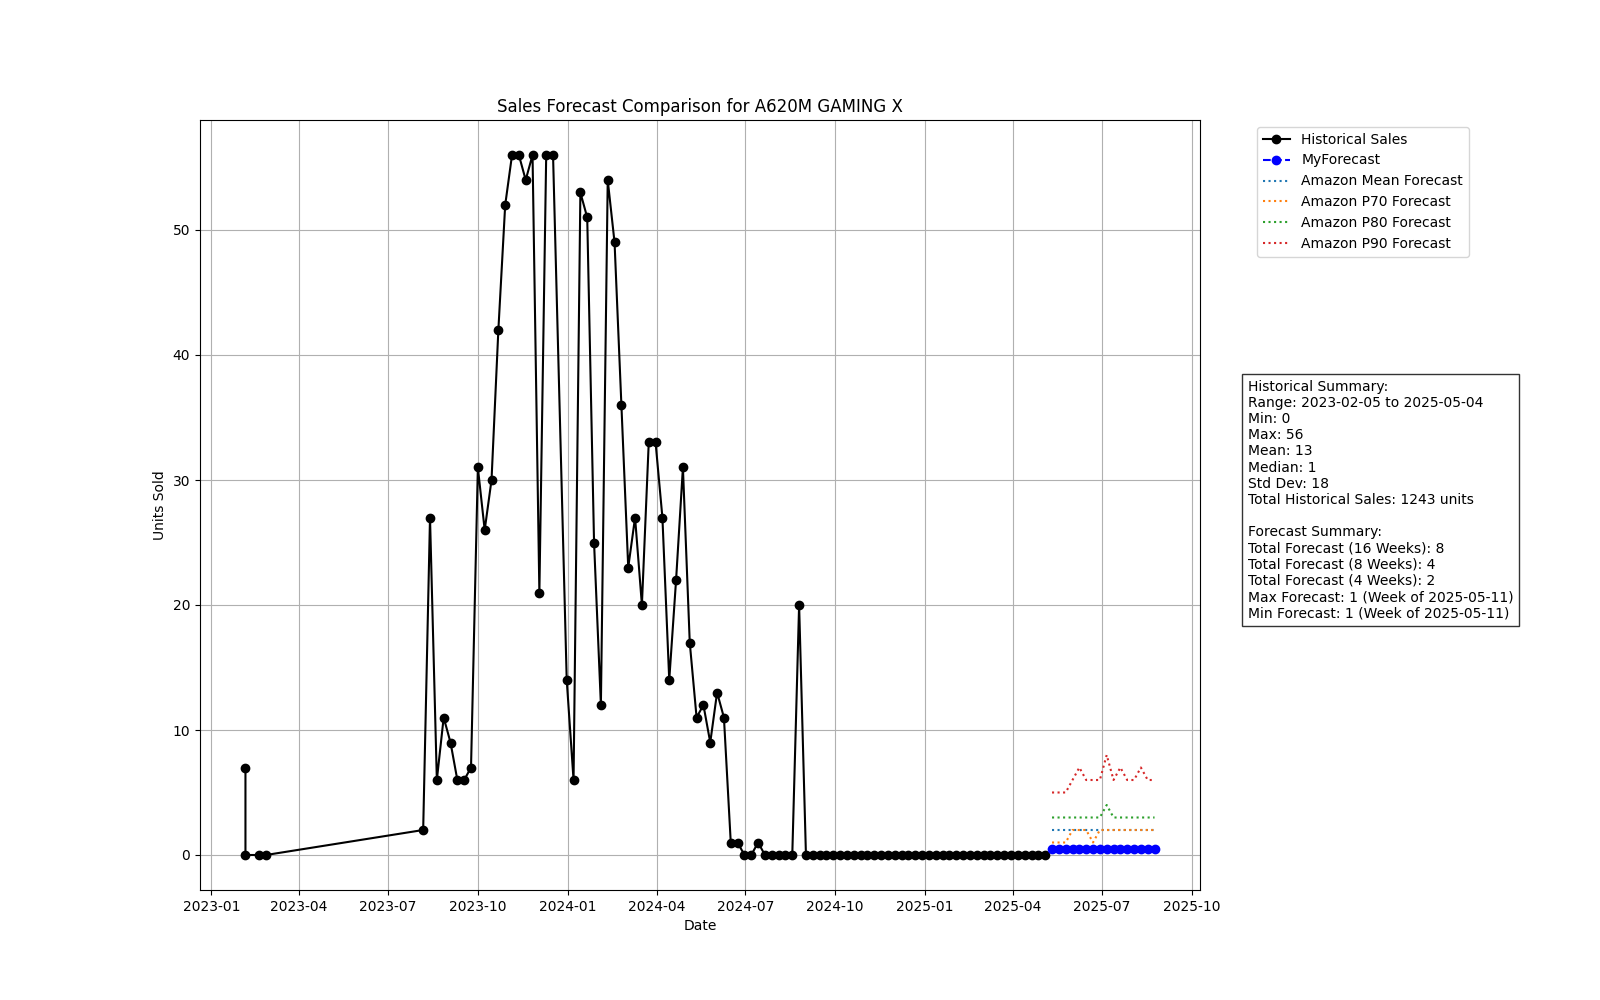 Sales Forecast Comparison for A620M GAMING X
Historical Sales
MyForecast
Amazon Mean Forecast
Amazon P70 Forecast
Amazon P80 Forecast
Amazon P90 Forecast
Units Sold
50
40
30
20
10
0
2023-01 2023-04 2023-07 2023-10 2024-01 2024-04 2024-07 2024-10 2025-01 2025-04 2025-07 2025-10
Date
Historical Summary:
Range: 2023-02-05 to 2025-05-04
Min: 0
Max: 56
Mean: 13
Median: 1
Std Dev: 18
Total Historical Sales: 1243 units
Forecast Summary:
Total Forecast (16 Weeks): 8
Total Forecast (8 Weeks): 4
Total Forecast (4 Weeks): 2
Max Forecast: 1 (Week of 2025-05-11)
Min Forecast: 1 (Week of 2025-05-11)